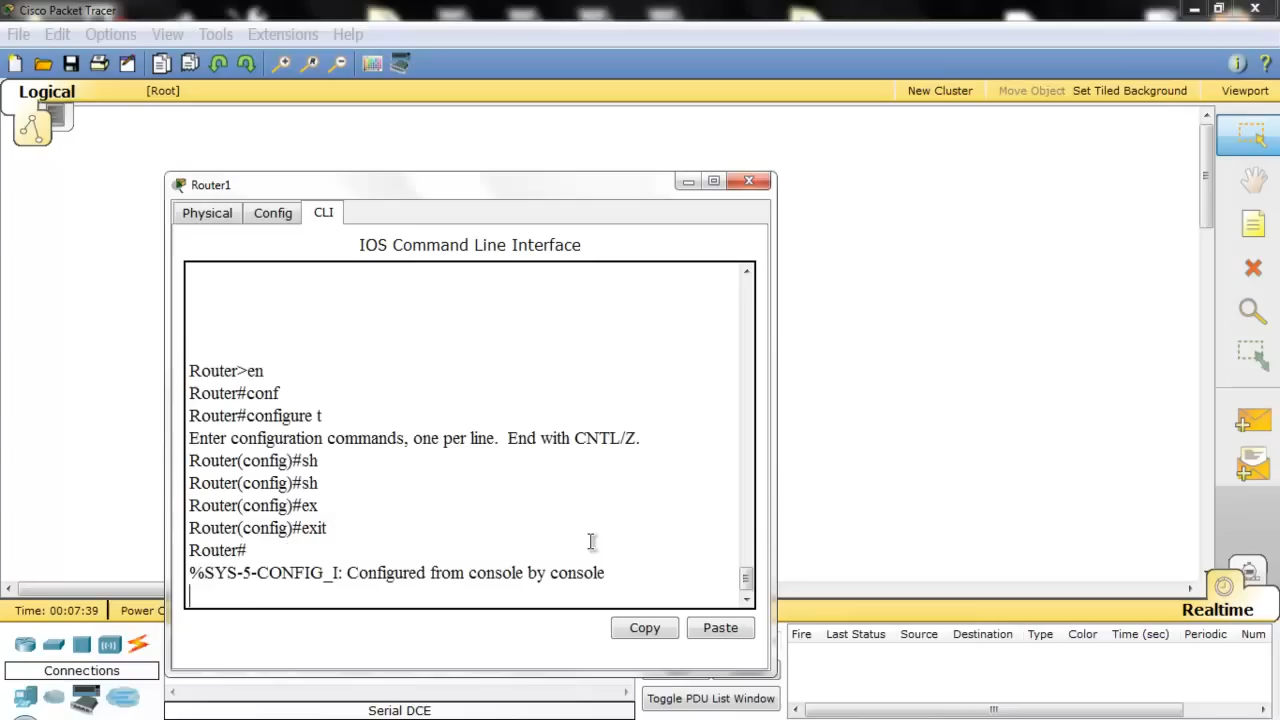 Cisco Packet Tracer
File Edit Options View Tools Extensions Help
Logical [Root] New Cluster Move Object Set Tiled Background Viewport
Router1
Physical Config CLI
IOS Command Line Interface
Router>en
Router#conf
Router#configure t
Enter configuration commands, one per line.  End with CNTL/Z.
Router(config)#sh
Router(config)#sh
Router(config)#ex
Router(config)#exit
Router#
%SYS-5-CONFIG_I: Configured from console by console
Copy Paste
Time: 00:07:39 Power C Realtime
Fire Last Status Source Destination Type Color Time (sec) Periodic Num
Connections
Toggle PDU List Window
Serial DCE